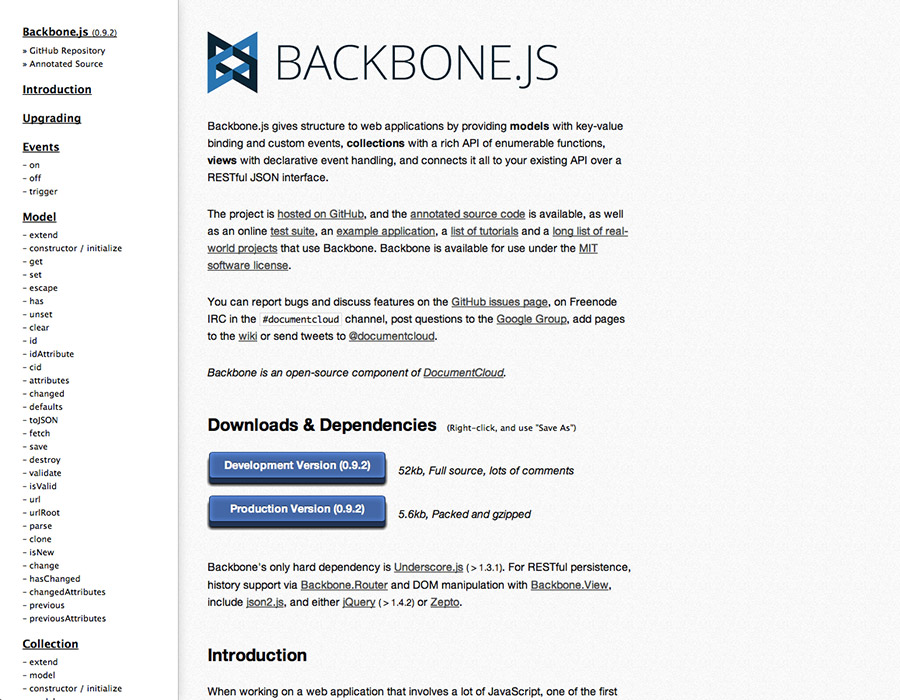 Backbone.js (0.9.2)
» GitHub Repository
» Annotated Source
Introduction
Upgrading
Events
- on
- off
- trigger
Model
- extend
- constructor / initialize
- get
- set
- escape
- has
- unset
- clear
- id
- idAttribute
- cid
- attributes
- changed
- defaults
- toJSON
- fetch
- save
- destroy
- validate
- isValid
- url
- urlRoot
- parse
- clone
- isNew
- change
- hasChanged
- changedAttributes
- previous
- previousAttributes
Collection
- extend
- model
- constructor / initialize
BACKBONE.JS
Backbone.js gives structure to web applications by providing models with key-value
binding and custom events, collections with a rich API of enumerable functions,
views with declarative event handling, and connects it all to your existing API over a
RESTful JSON interface.
The project is hosted on GitHub, and the annotated source code is available, as well
as an online test suite, an example application, a list of tutorials and a long list of real-
world projects that use Backbone. Backbone is available for use under the MIT
software license.
You can report bugs and discuss features on the GitHub issues page, on Freenode
IRC in the #documentcloud channel, post questions to the Google Group, add pages
to the wiki or send tweets to @documentcloud.
Backbone is an open-source component of DocumentCloud.
Downloads & Dependencies (Right-click, and use "Save As")
Development Version (0.9.2) 52kb, Full source, lots of comments
Production Version (0.9.2) 5.6kb, Packed and gzipped
Backbone's only hard dependency is Underscore.js ( > 1.3.1). For RESTful persistence,
history support via Backbone.Router and DOM manipulation with Backbone.View,
include json2.js, and either jQuery ( > 1.4.2) or Zepto.
Introduction
When working on a web application that involves a lot of JavaScript, one of the first